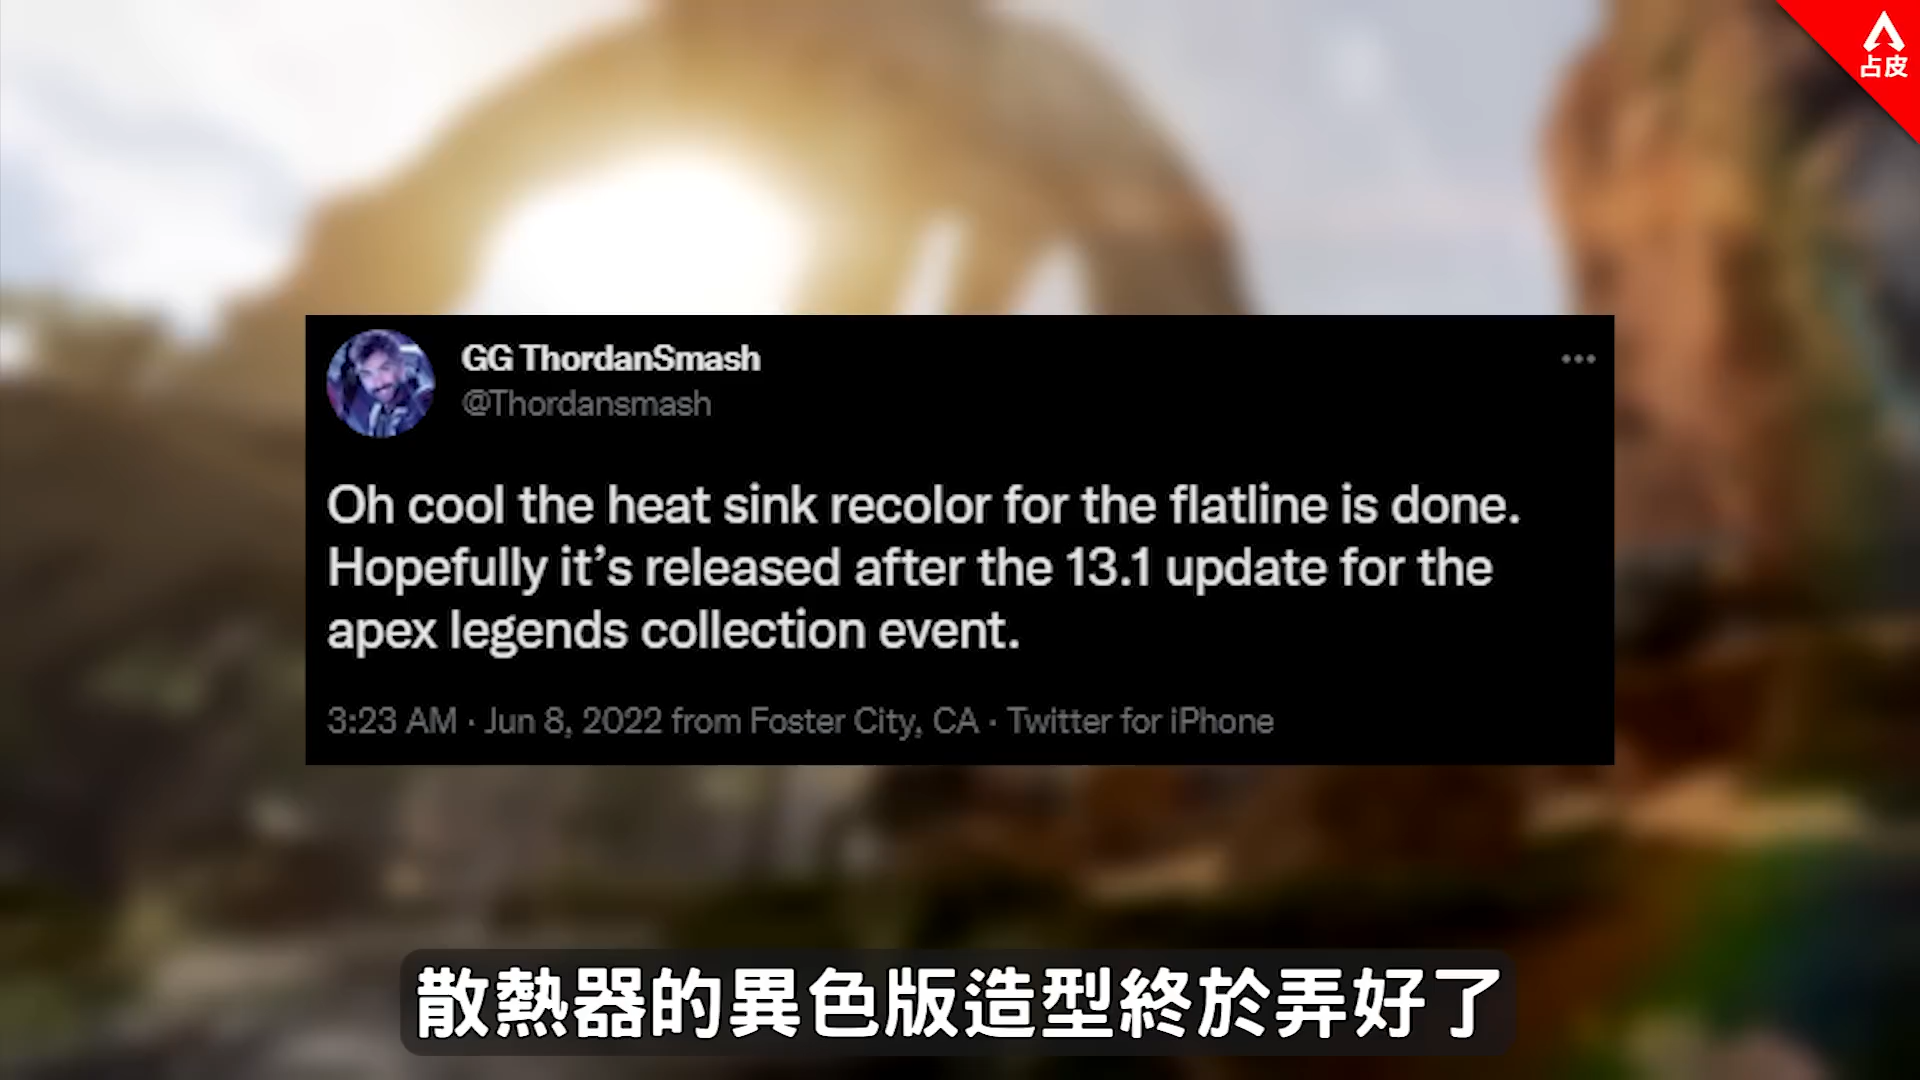 占皮
GG ThordanSmash
@Thordansmash
Oh cool the heat sink recolor for the flatline is done.
Hopefully it’s released after the 13.1 update for the
apex legends collection event.
3:23 AM · Jun 8, 2022 from Foster City, CA · Twitter for iPhone
散熱器的異色版造型終於弄好了